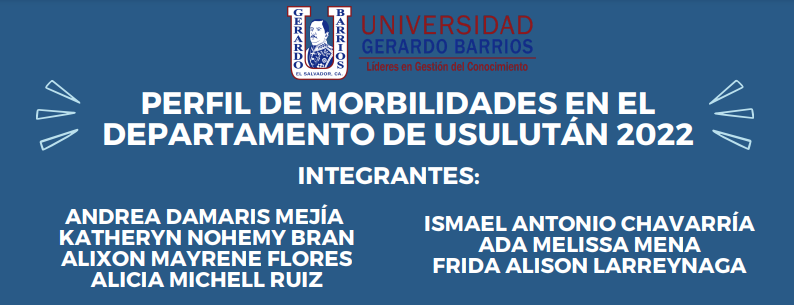 GERARDO
BARRIOS
EL SALVADOR, CA.
UNIVERSIDAD
GERARDO BARRIOS
Líderes en Gestión del Conocimiento
PERFIL DE MORBILIDADES EN EL
DEPARTAMENTO DE USULUTÁN 2022
INTEGRANTES:
ANDREA DAMARIS MEJÍA
KATHERYN NOHEMY BRAN
ALIXON MAYRENE FLORES
ALICIA MICHELL RUIZ
ISMAEL ANTONIO CHAVARRÍA
ADA MELISSA MENA
FRIDA ALISON LARREYNAGA